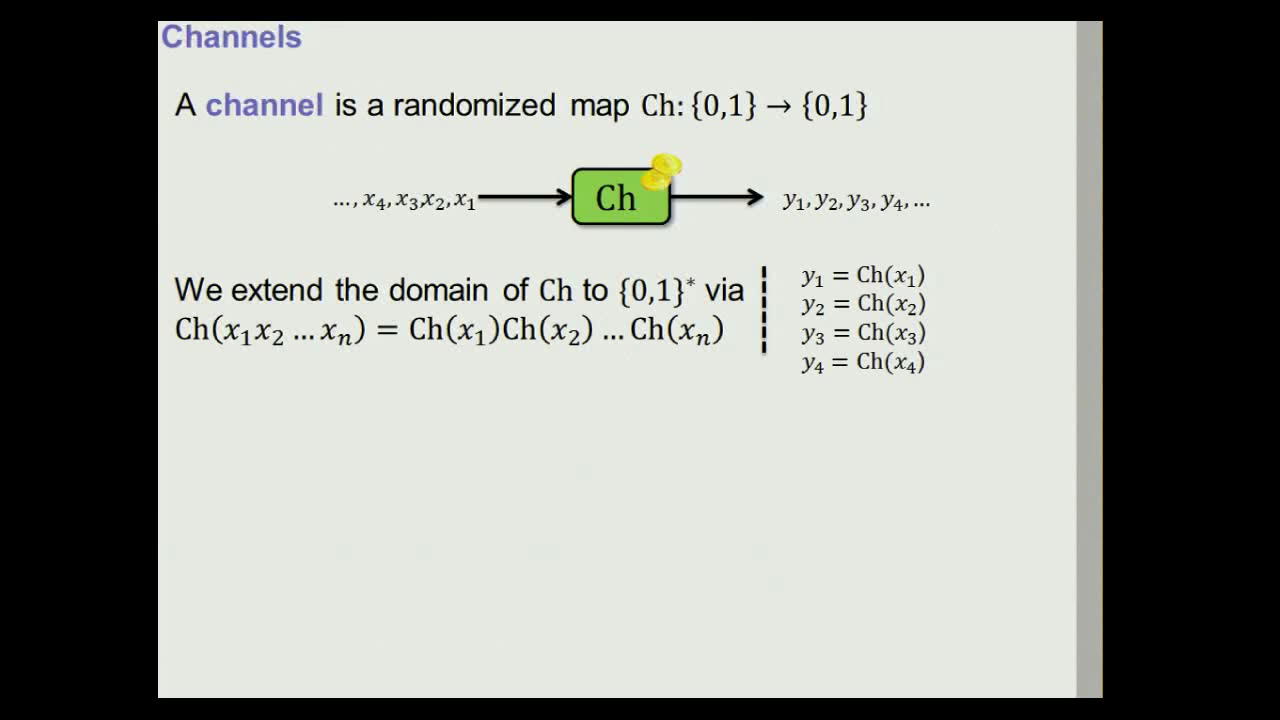 Channels
A channel is a randomized map Ch: {0,1} → {0,1}
…, x₄, x₃,x₂, x₁ Ch y₁, y₂, y₃, y₄, …
We extend the domain of Ch to {0,1}* via
Ch(x₁x₂ … xₙ) = Ch(x₁)Ch(x₂) … Ch(xₙ)
y₁ = Ch(x₁)
y₂ = Ch(x₂)
y₃ = Ch(x₃)
y₄ = Ch(x₄)